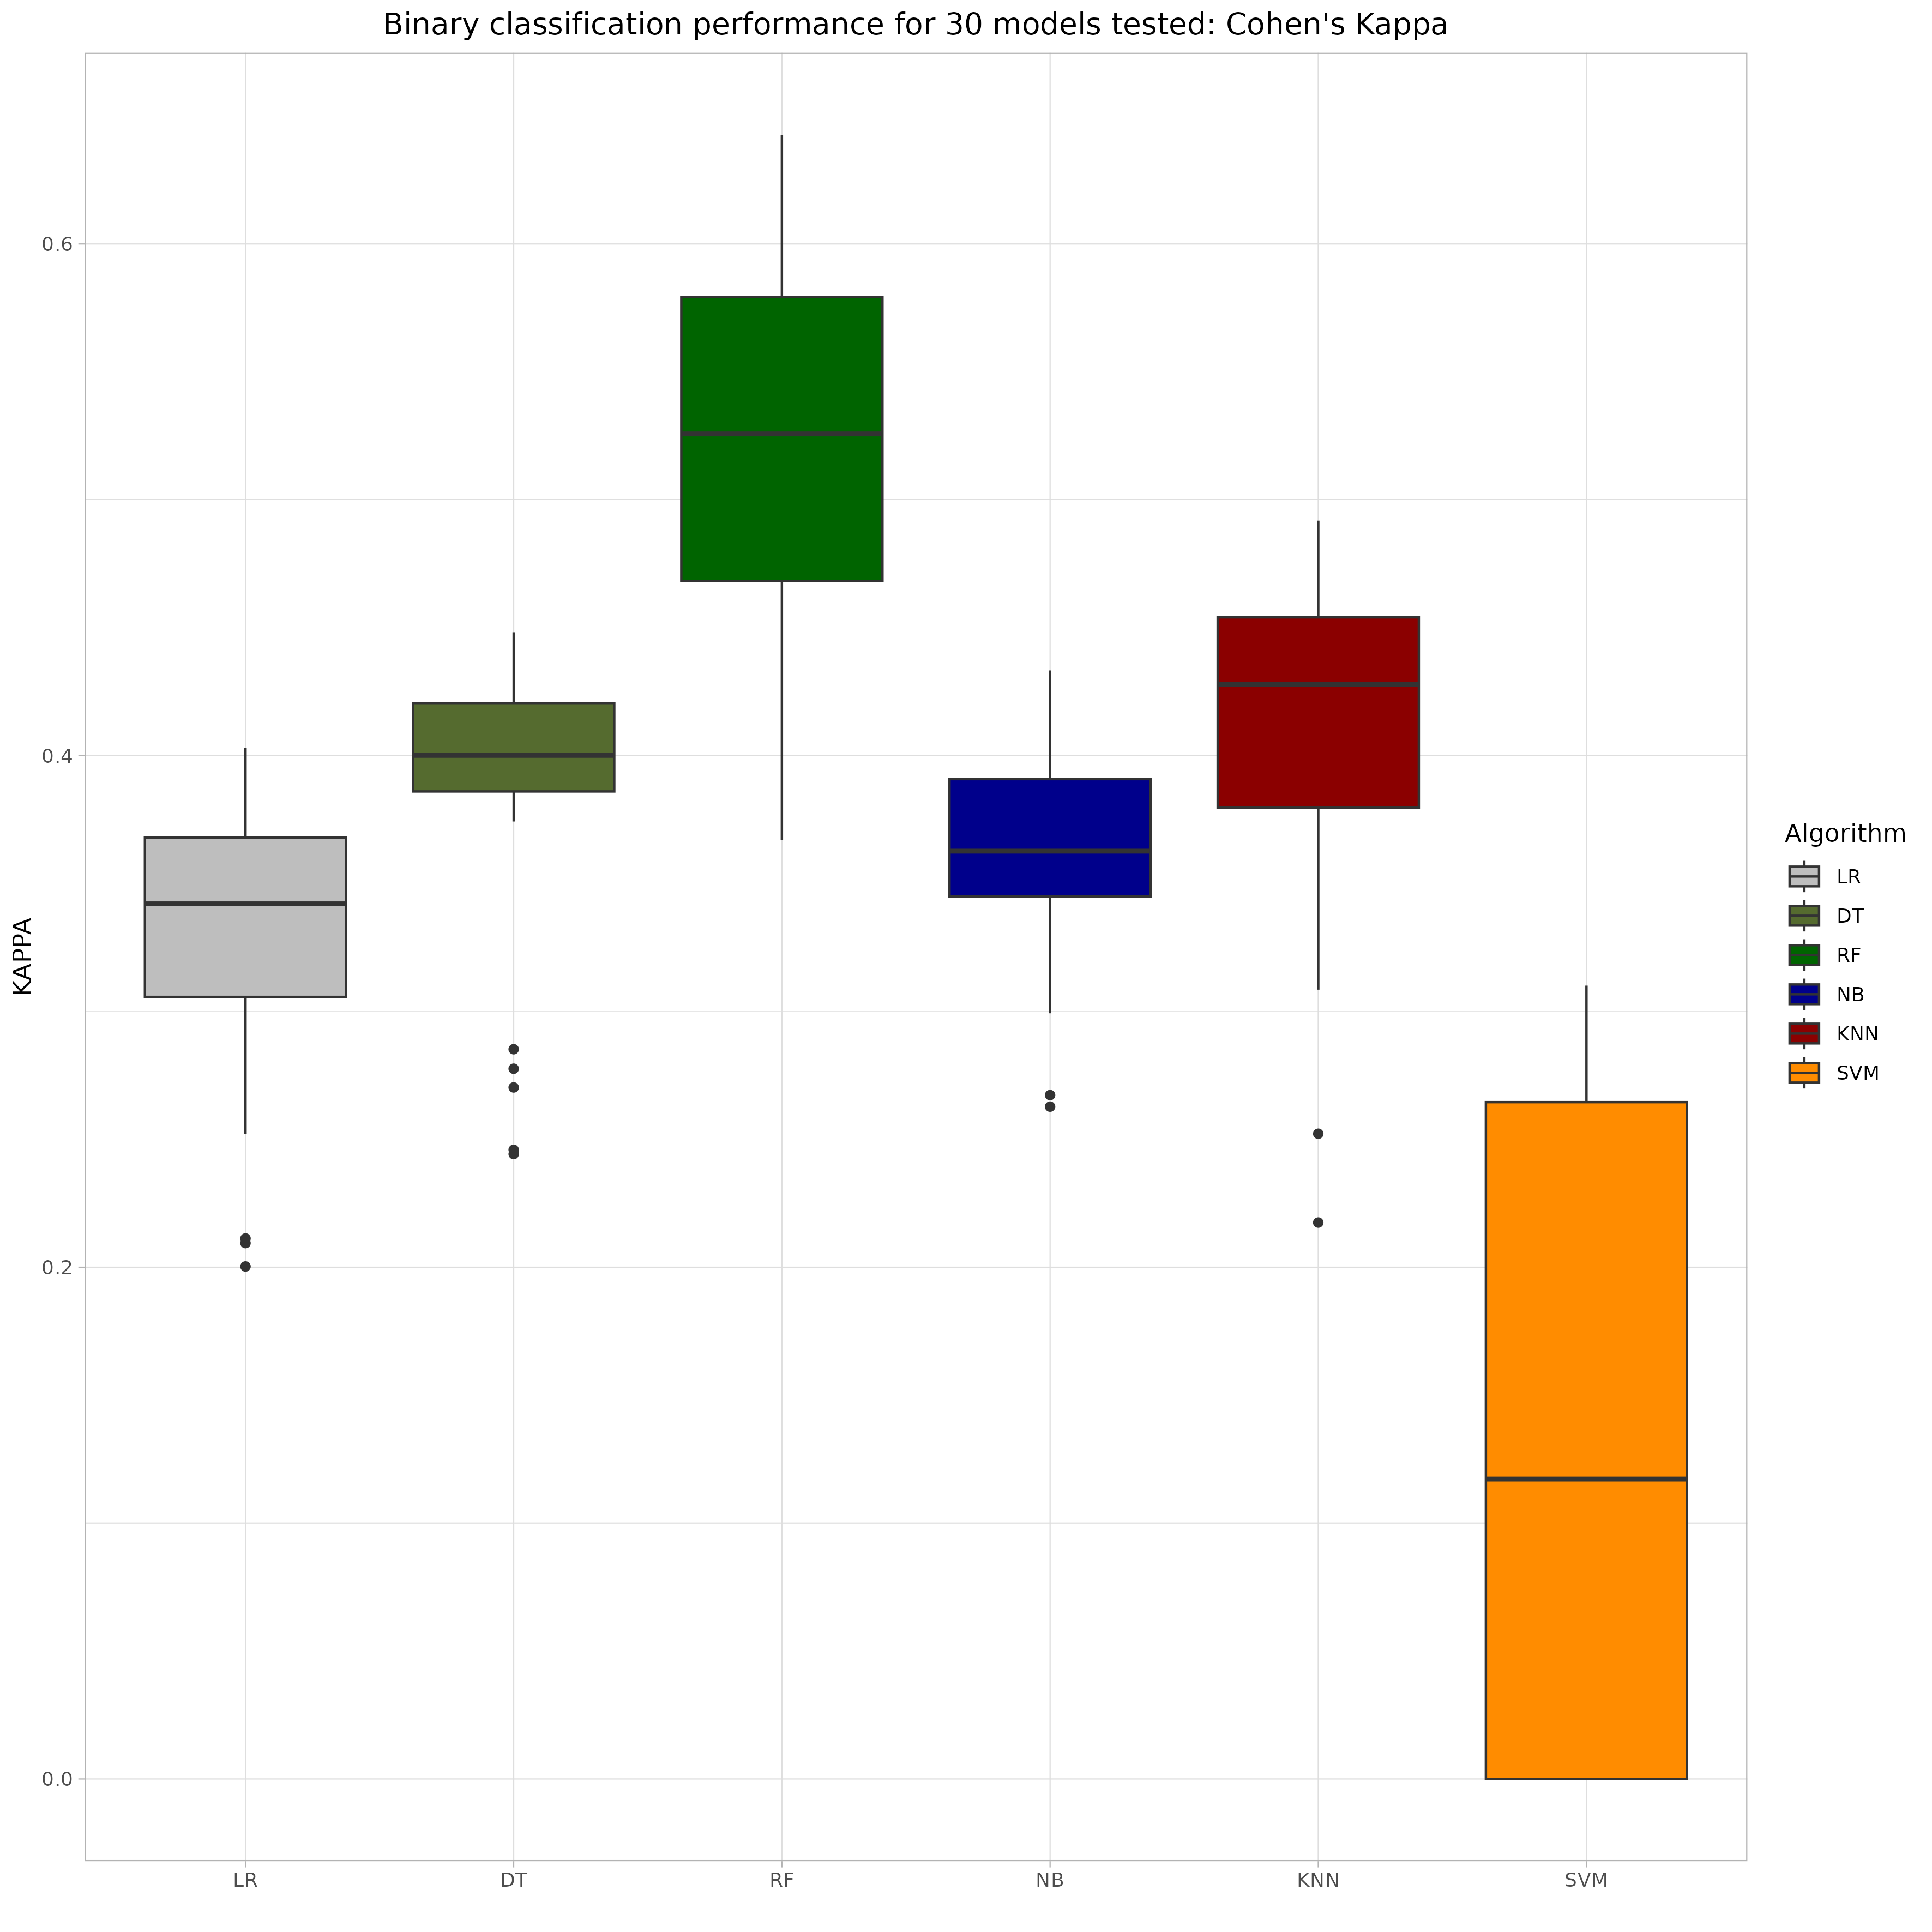 Binary classification performance for 30 models tested: Cohen's Kappa
KAPPA
0.6
0.4
0.2
0.0
LR
DT
RF
NB
KNN
SVM
Algorithm
LR
DT
RF
NB
KNN
SVM